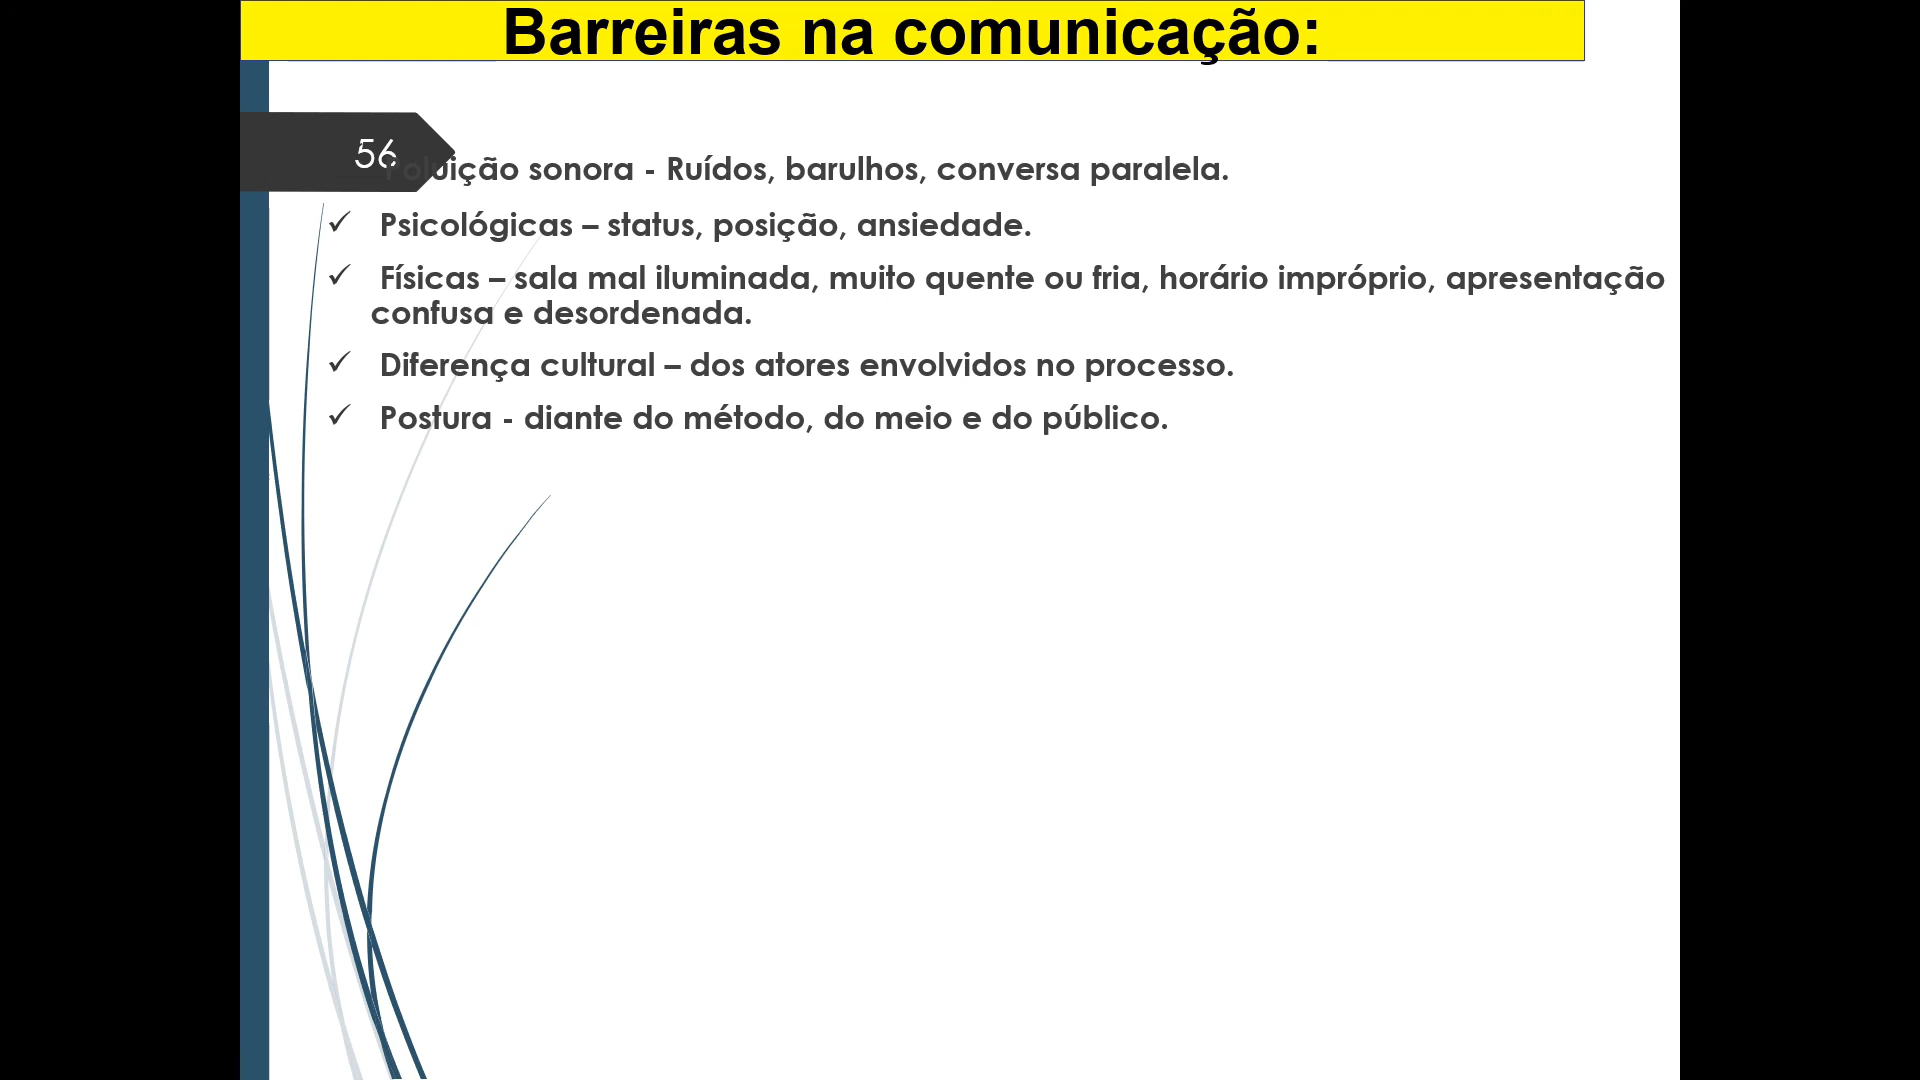 Barreiras na comunicação:
56
Poluição sonora - Ruídos, barulhos, conversa paralela.
✓ Psicológicas – status, posição, ansiedade.
✓ Físicas – sala mal iluminada, muito quente ou fria, horário impróprio, apresentação
confusa e desordenada.
✓ Diferença cultural – dos atores envolvidos no processo.
✓ Postura - diante do método, do meio e do público.